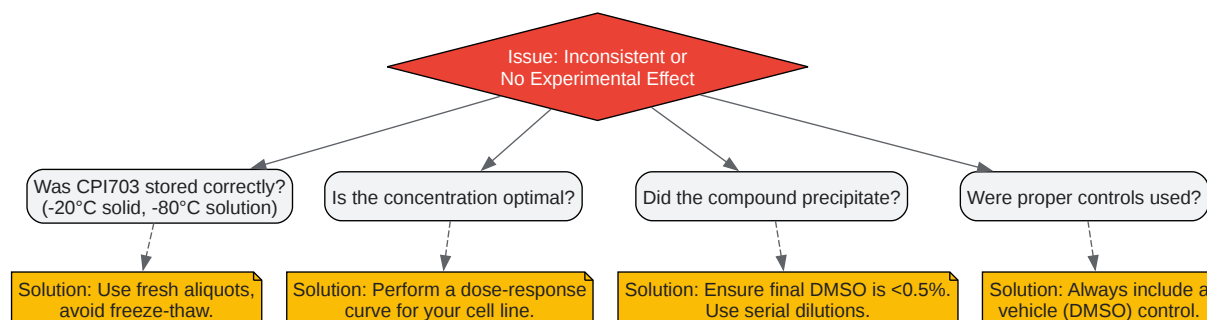 Issue: Inconsistent or
No Experimental Effect
Was CPI703 stored correctly?
(-20°C solid, -80°C solution)
Is the concentration optimal?
Did the compound precipitate?
Were proper controls used?
Solution: Use fresh aliquots,
avoid freeze-thaw.
Solution: Perform a dose-response
curve for your cell line.
Solution: Ensure final DMSO is <0.5%.
Use serial dilutions.
Solution: Always include a
vehicle (DMSO) control.